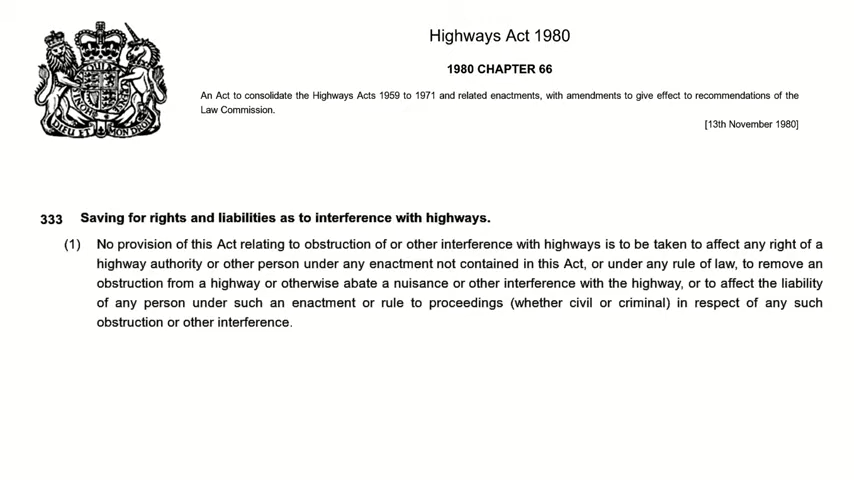 Highways Act 1980
1980 CHAPTER 66
An Act to consolidate the Highways Acts 1959 to 1971 and related enactments, with amendments to give effect to recommendations of the
Law Commission.
[13th November 1980]
DIEU ET MON DROIT
333 Saving for rights and liabilities as to interference with highways.
(1) No provision of this Act relating to obstruction of or other interference with highways is to be taken to affect any right of a
highway authority or other person under any enactment not contained in this Act, or under any rule of law, to remove an
obstruction from a highway or otherwise abate a nuisance or other interference with the highway, or to affect the liability
of any person under such an enactment or rule to proceedings (whether civil or criminal) in respect of any such
obstruction or other interference.